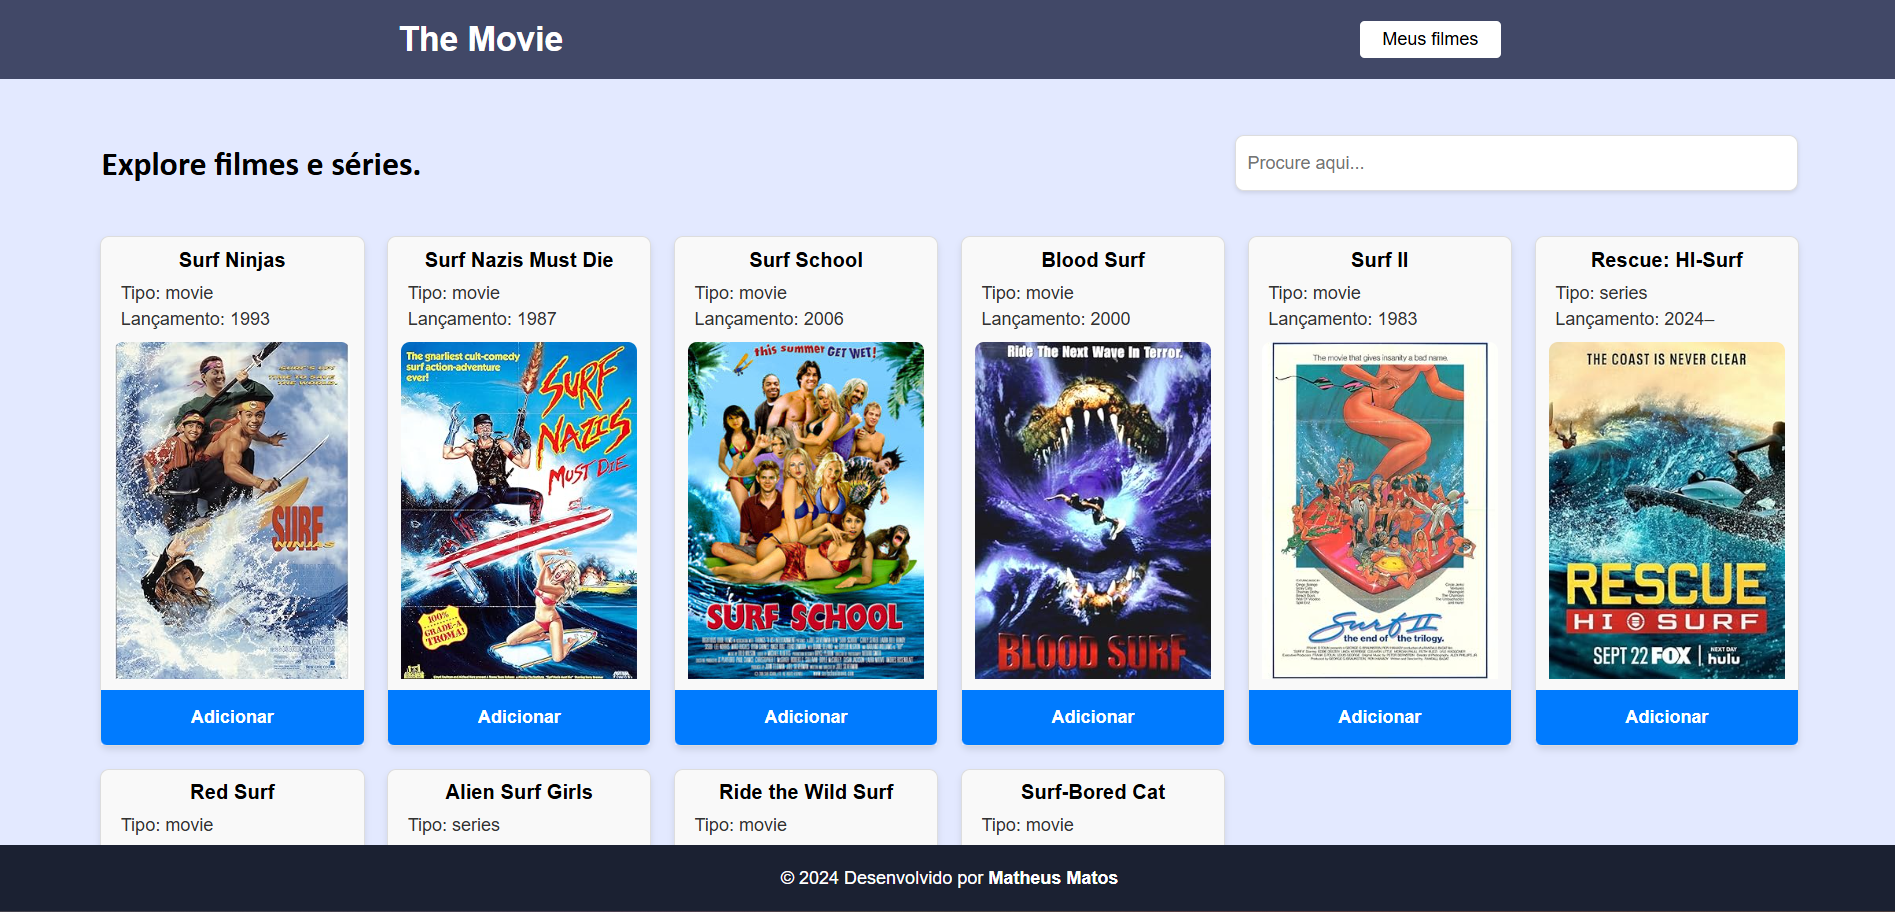 The Movie
Meus filmes
Explore filmes e séries.
Procure aqui...
Surf Ninjas
Tipo: movie
Lançamento: 1993
SURF
NINJAS
Adicionar
Surf Nazis Must Die
Tipo: movie
Lançamento: 1987
The gnarliest cult-comedy
surf action-adventure
ever!
SURF
NAZIS
MUST DIE
100%
GRADE-A
TROMA!
Adicionar
Surf School
Tipo: movie
Lançamento: 2006
this summer GET WET!
SURF SCHOOL
Adicionar
Blood Surf
Tipo: movie
Lançamento: 2000
Ride The Next Wave In Terror.
BLOOD SURF
Adicionar
Surf II
Tipo: movie
Lançamento: 1983
The movie that gives insanity a bad name.
Surf II
the end of the trilogy.
Adicionar
Rescue: HI-Surf
Tipo: series
Lançamento: 2024–
THE COAST IS NEVER CLEAR
RESCUE
HI SURF
SEPT 22 FOX | NEXT DAY hulu
Adicionar
Red Surf
Tipo: movie
Alien Surf Girls
Tipo: series
Ride the Wild Surf
Tipo: movie
Surf-Bored Cat
Tipo: movie
© 2024 Desenvolvido por Matheus Matos